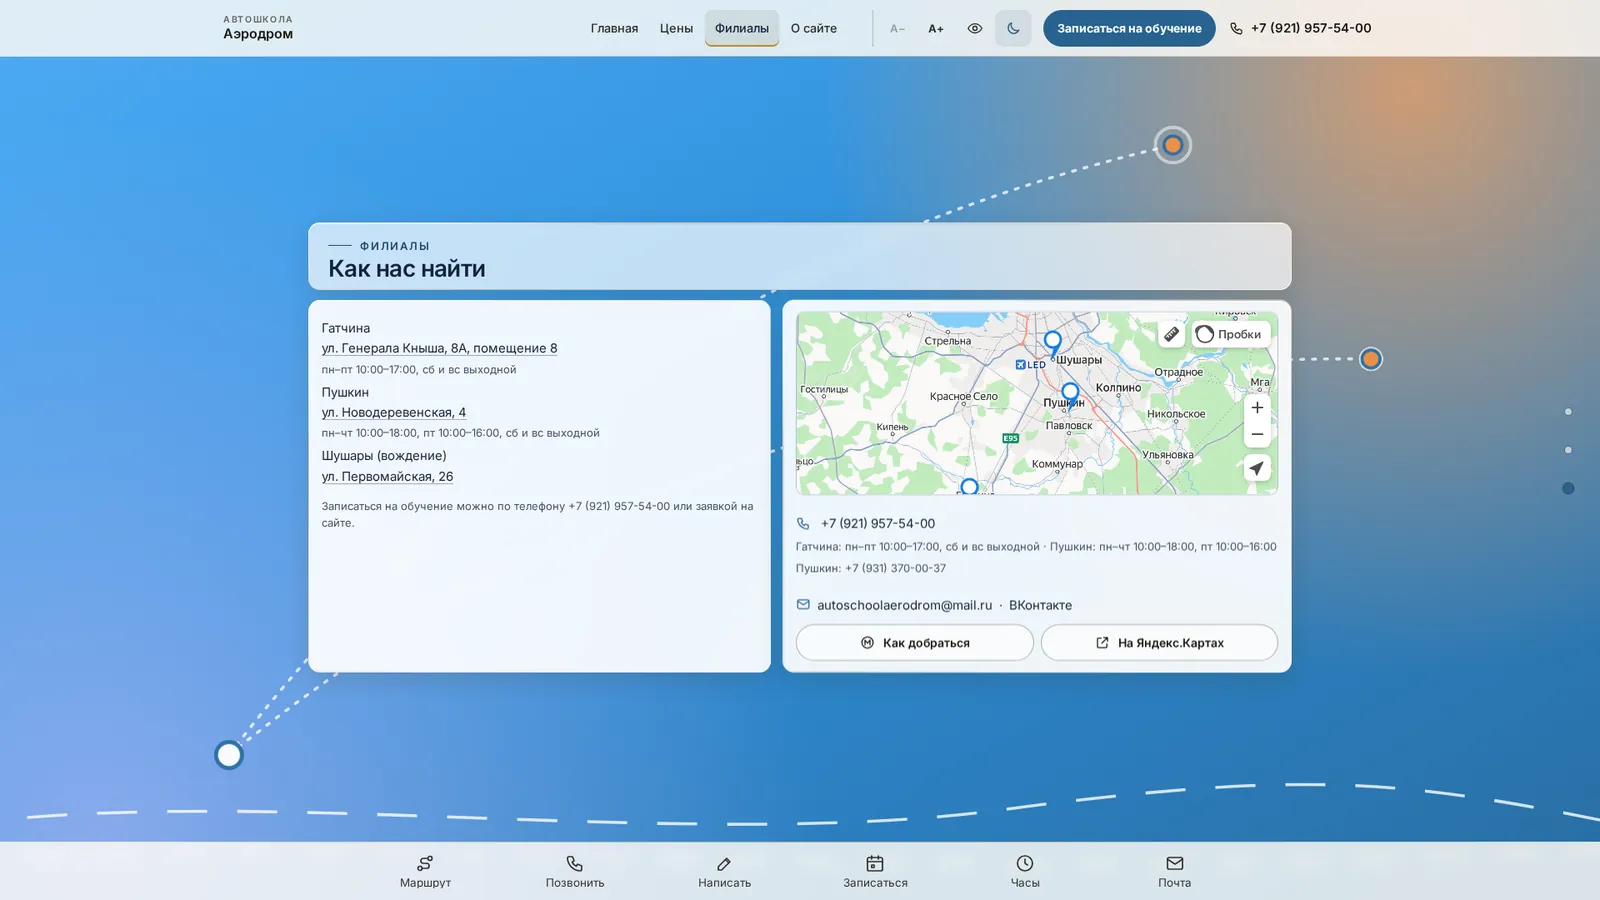 АВТОШКОЛА
Аэродром
Главная
Цены
Филиалы
О сайте
A−
A+
Записаться на обучение
+7 (921) 957-54-00
ФИЛИАЛЫ
Как нас найти
Гатчина
ул. Генерала Кныша, 8А, помещение 8
пн–пт 10:00–17:00, сб и вс выходной
Пушкин
ул. Новодеревенская, 4
пн–чт 10:00–18:00, пт 10:00–16:00, сб и вс выходной
Шушары (вождение)
ул. Первомайская, 26
Записаться на обучение можно по телефону +7 (921) 957-54-00 или заявкой на
сайте.
Стрельна
Пробки
Шушары
LED
Отрадное
Гостилицы
Колпино
Мга
Красное Село
Пушкин
Никольское
Кипень
Павловск
E95
Ульяновка
Коммунар
+7 (921) 957-54-00
Гатчина: пн–пт 10:00–17:00, сб и вс выходной · Пушкин: пн–чт 10:00–18:00, пт 10:00–16:00
Пушкин: +7 (931) 370-00-37
autoschoolaerodrom@mail.ru · ВКонтакте
Как добраться
На Яндекс.Картах
Маршрут
Позвонить
Написать
Записаться
Часы
Почта